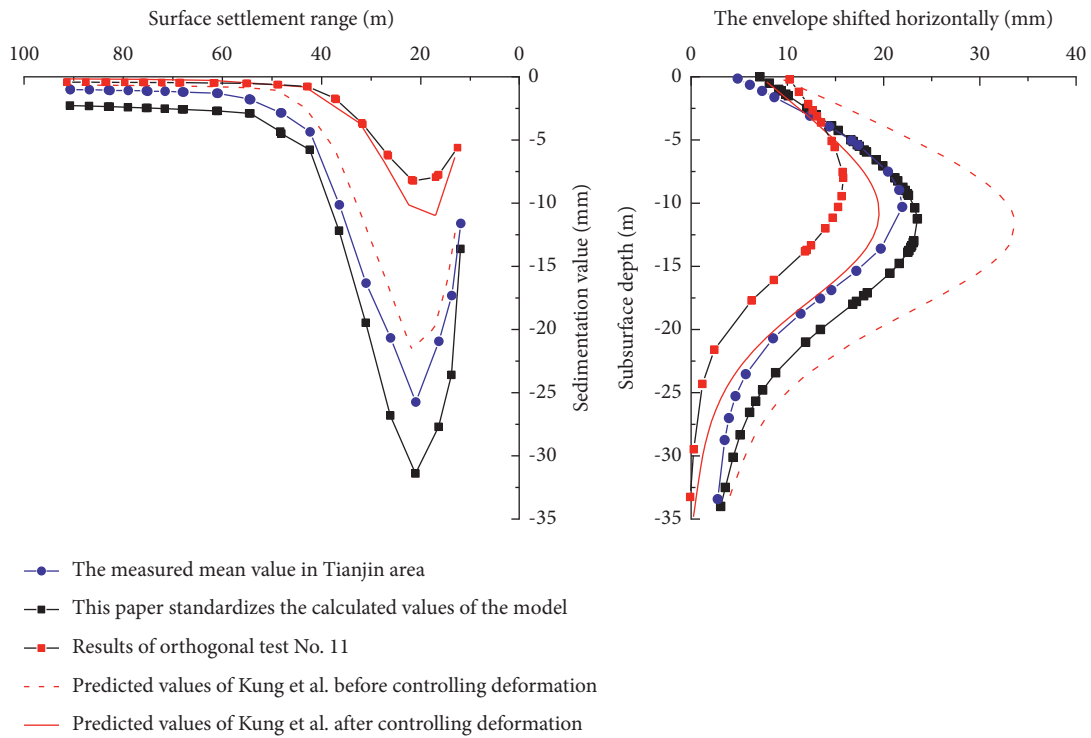 Surface settlement range (m)
100 80 60 40 20 0
0
-5
-10
-15
-20
-25
-30
-35
Sedimentation value (mm)
The envelope shifted horizontally (mm)
0 10 20 30 40
0
-5
-10
-15
-20
-25
-30
-35
Subsurface depth (m)
The measured mean value in Tianjin area
This paper standardizes the calculated values of the model
Results of orthogonal test No. 11
Predicted values of Kung et al. before controlling deformation
Predicted values of Kung et al. after controlling deformation